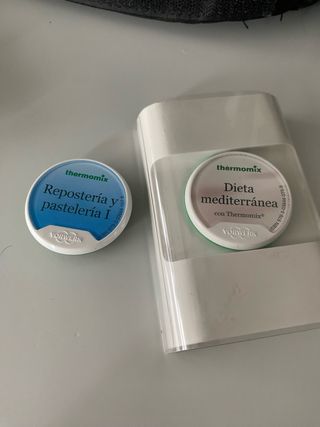 thermomix
Repostería y
pastelería I
VORWERK
thermomix
Dieta
mediterránea
con Thermomix®
VORWERK